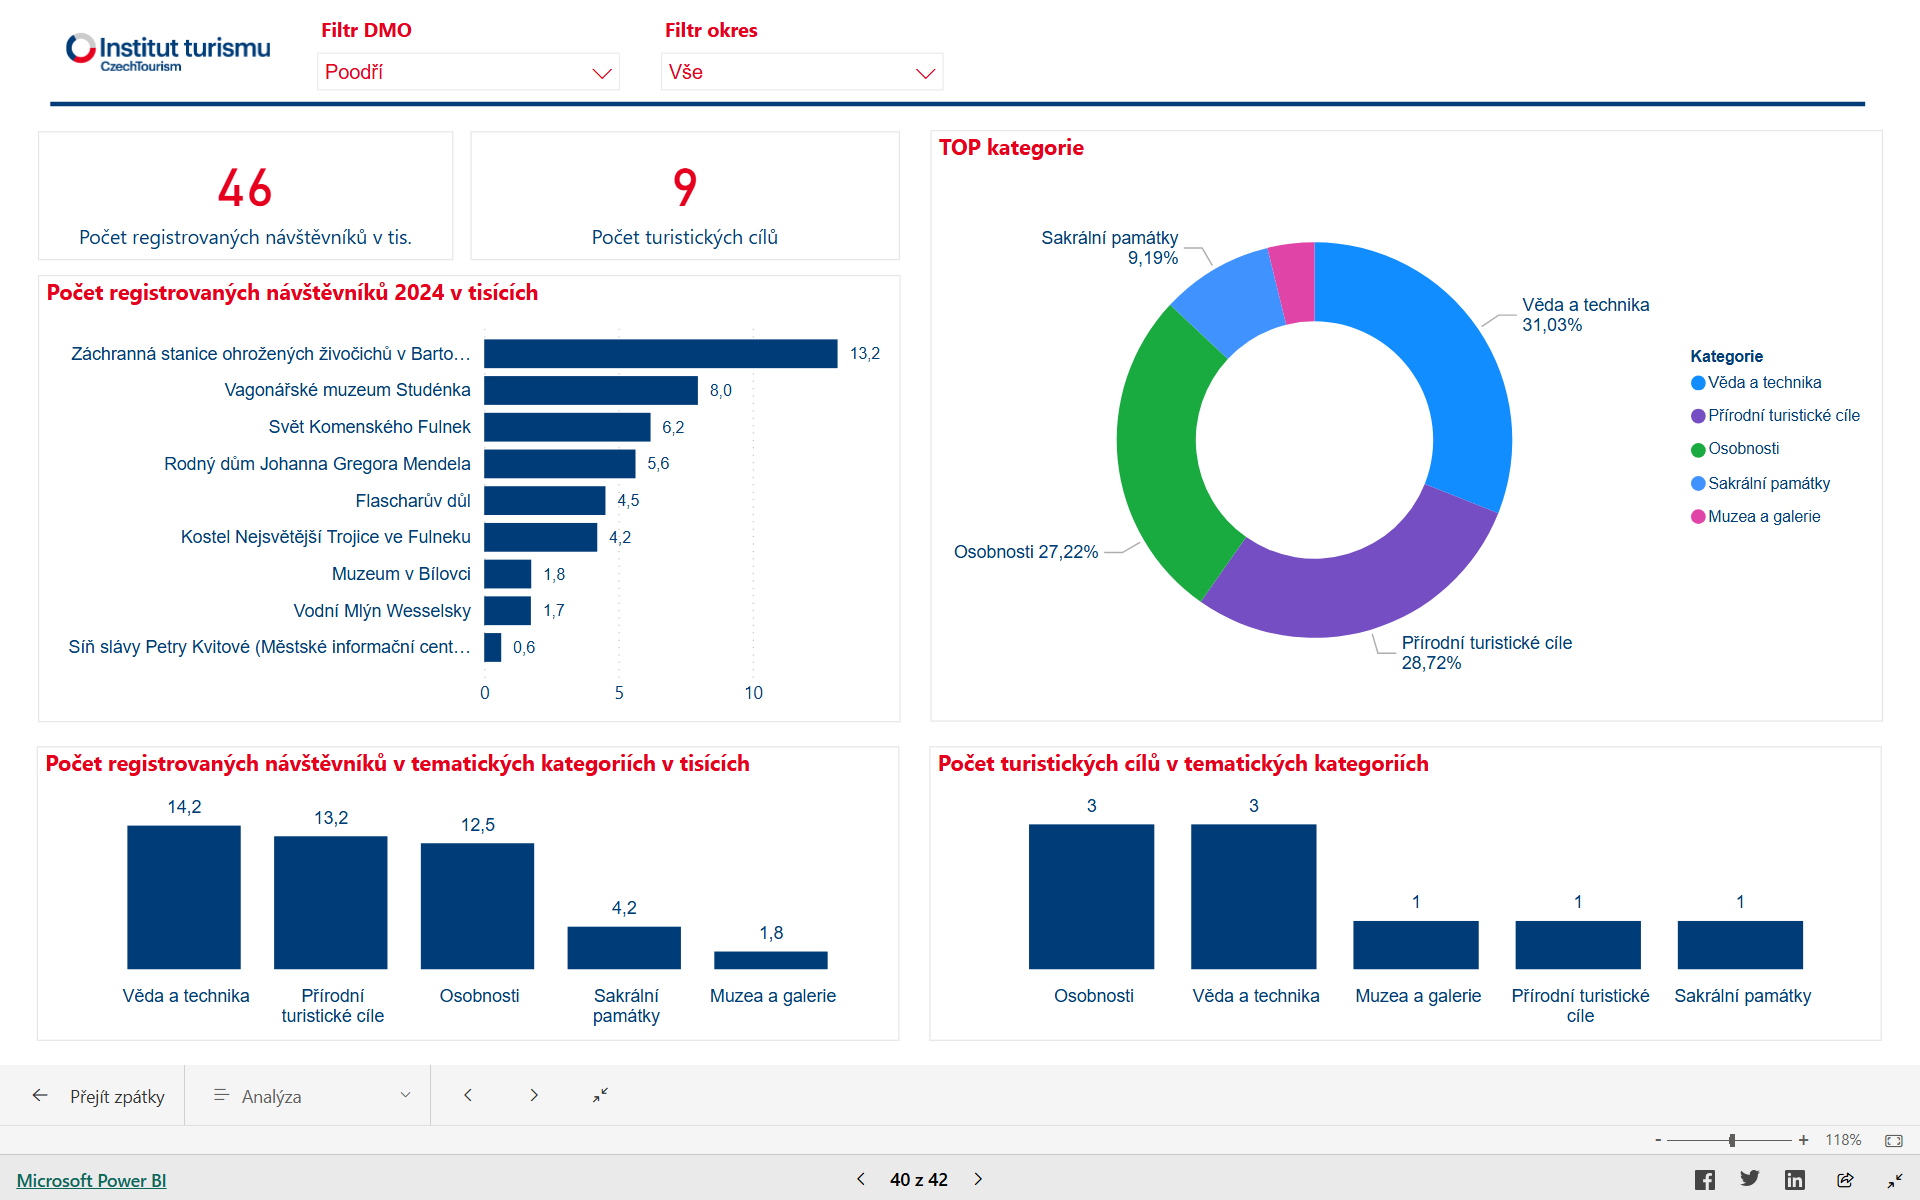 Institut turismu
CzechTourism
Filtr DMO
Poodří
Filtr okres
Vše
46
Počet registrovaných návštěvníků v tis.
9
Počet turistických cílů
Počet registrovaných návštěvníků 2024 v tisících
Záchranná stanice ohrožených živočichů v Barto… 13,2
Vagonářské muzeum Studénka 8,0
Svět Komenského Fulnek 6,2
Rodný dům Johanna Gregora Mendela 5,6
Flascharův důl 4,5
Kostel Nejsvětější Trojice ve Fulneku 4,2
Muzeum v Bílovci 1,8
Vodní Mlýn Wesselsky 1,7
Síň slávy Petry Kvitové (Městské informační cent… 0,6
0 5 10
TOP kategorie
Sakrální památky
9,19%
Věda a technika
31,03%
Osobnosti 27,22%
Přírodní turistické cíle
28,72%
Kategorie
Věda a technika
Přírodní turistické cíle
Osobnosti
Sakrální památky
Muzea a galerie
Počet registrovaných návštěvníků v tematických kategoriích v tisících
14,2 13,2 12,5 4,2 1,8
Věda a technika Přírodní Osobnosti Sakrální Muzea a galerie
turistické cíle památky
Počet turistických cílů v tematických kategoriích
3 3 1 1 1
Osobnosti Věda a technika Muzea a galerie Přírodní turistické Sakrální památky
cíle
Přejít zpátky
Analýza
- + 118%
Microsoft Power BI
40 z 42